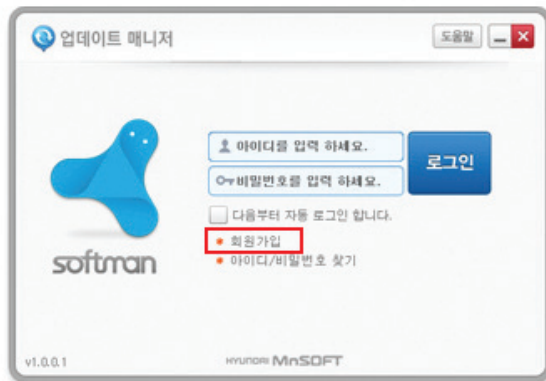 업데이트 매니저
도움말
아이디를 입력 하세요.
비밀번호를 입력 하세요.
로그인
다음부터 자동 로그인 합니다.
회원가입
아이디/비밀번호 찾기
softman
v1.0.0.1
HYUNDAI MnSOFT